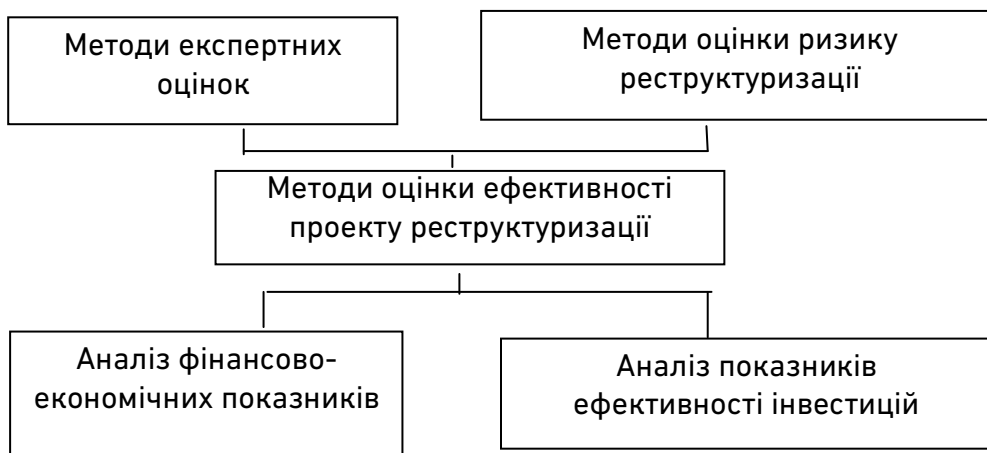 Методи експертних
оцінок
Методи оцінки ризику
реструктуризації
Методи оцінки ефективності
проекту реструктуризації
Аналіз фінансово-
економічних показників
Аналіз показників
ефективності інвестицій